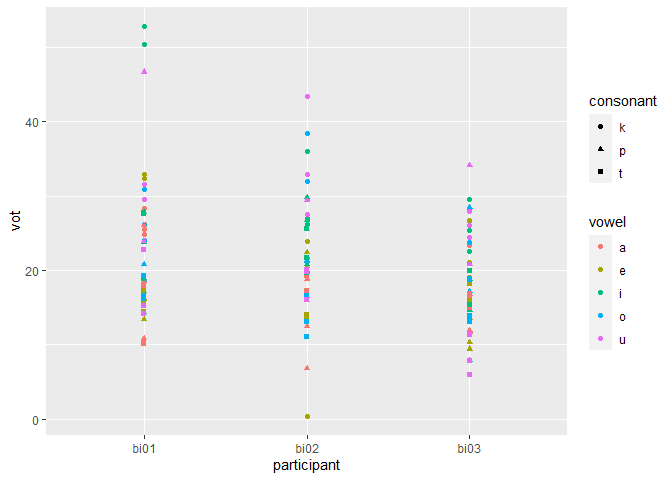 vot
40
20
0
bi01
bi02
bi03
participant
consonant
k
p
t
vowel
a
e
i
o
u